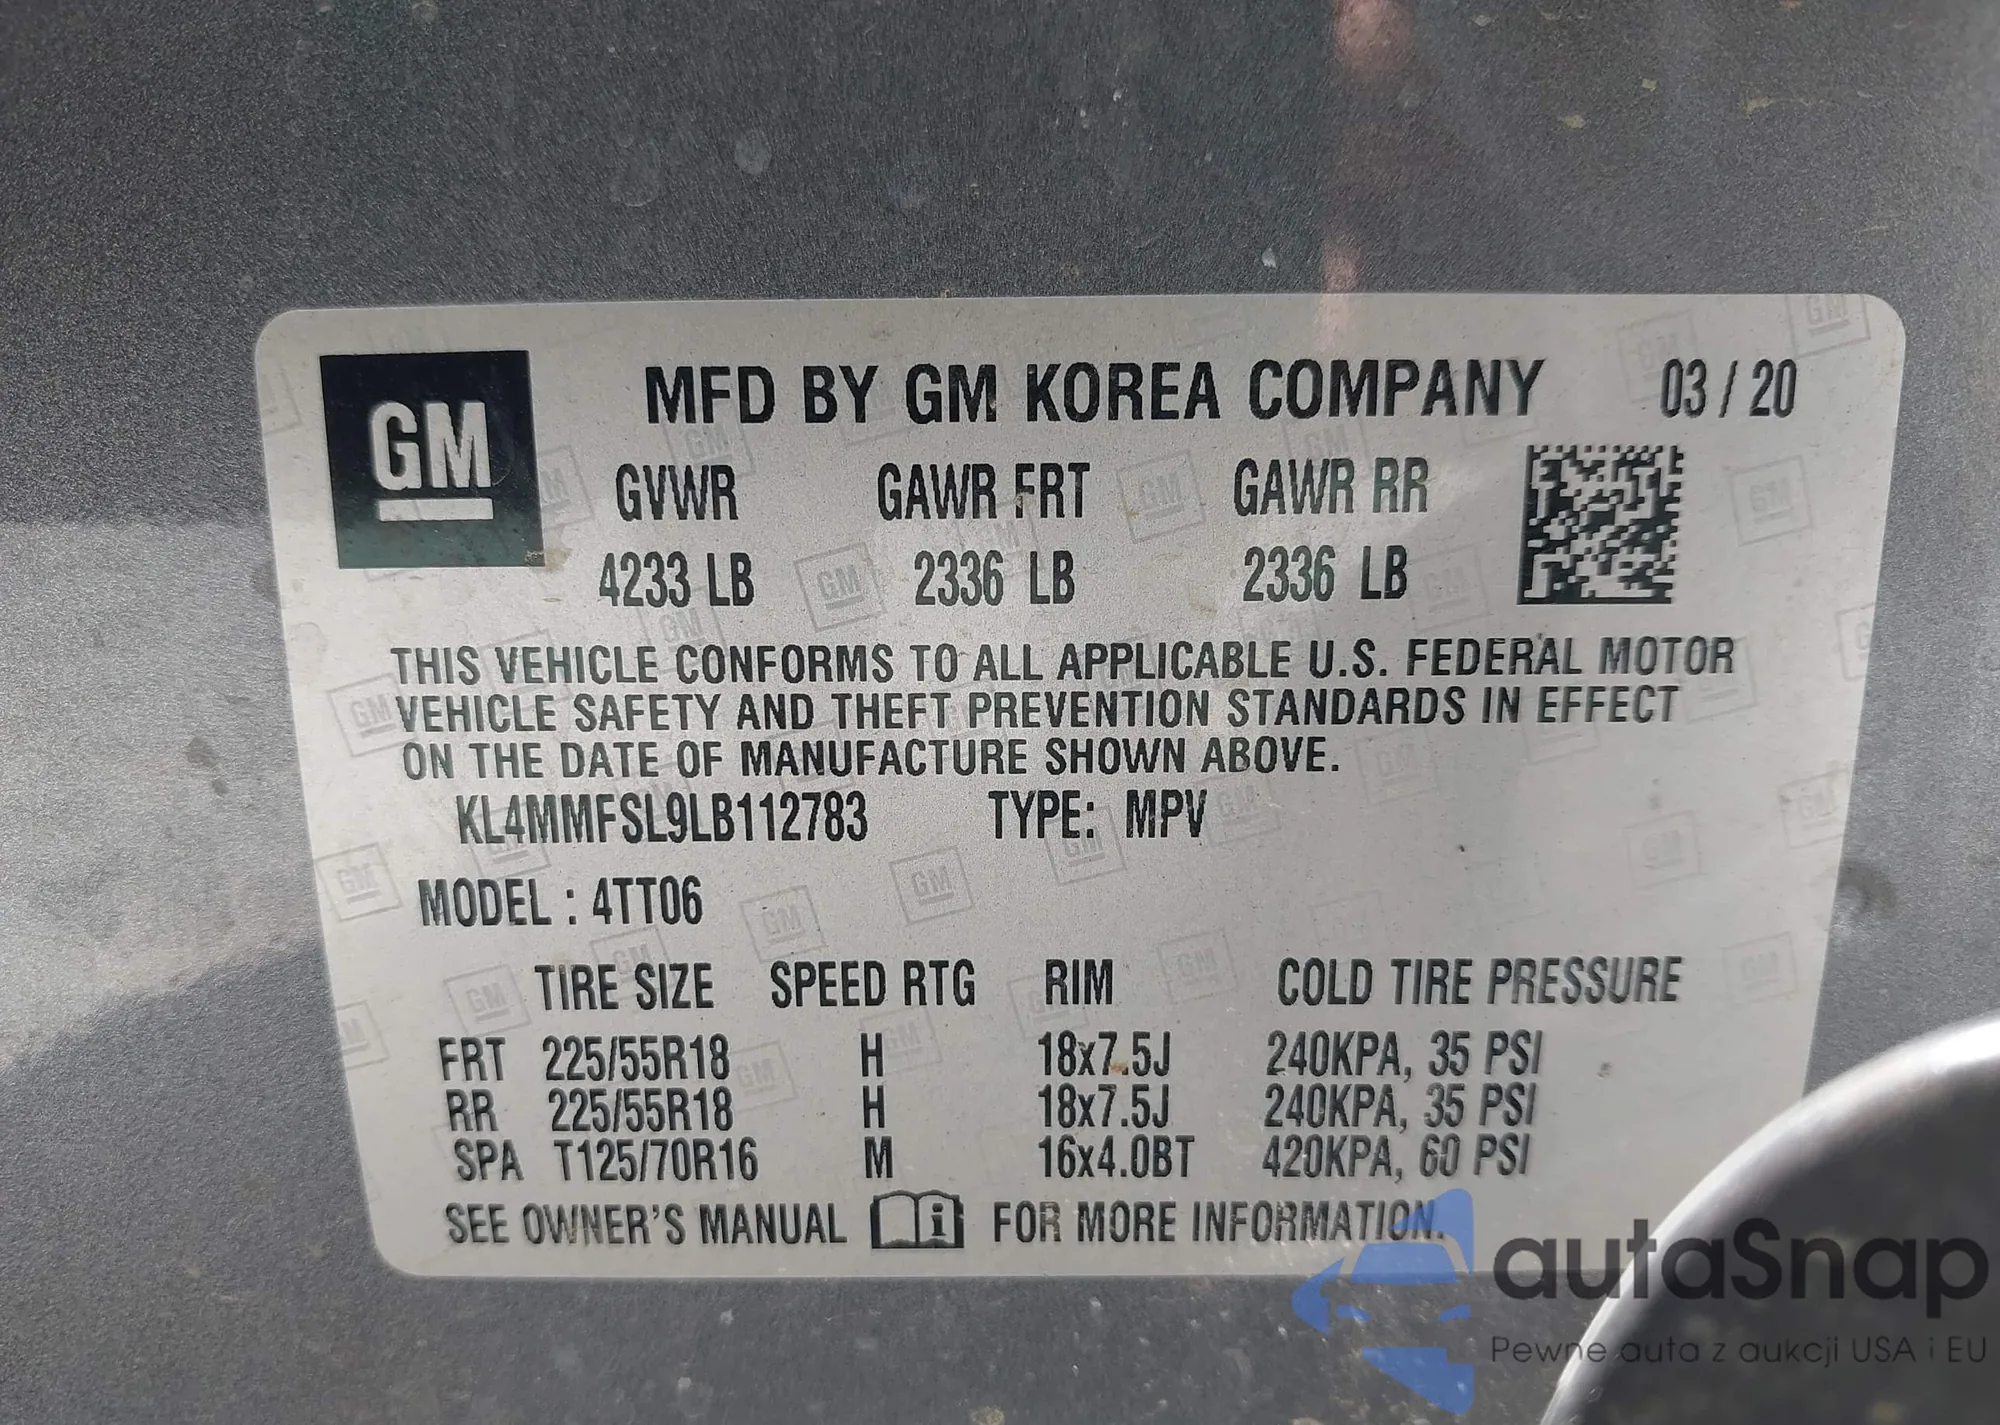 GM
MFD BY GM KOREA COMPANY 03 / 20
GVWR GAWR FRT GAWR RR
4233 LB 2336 LB 2336 LB
THIS VEHICLE CONFORMS TO ALL APPLICABLE U.S. FEDERAL MOTOR
VEHICLE SAFETY AND THEFT PREVENTION STANDARDS IN EFFECT
ON THE DATE OF MANUFACTURE SHOWN ABOVE.
KL4MMFSL9LB112783 TYPE: MPV
MODEL : 4TT06
TIRE SIZE SPEED RTG RIM COLD TIRE PRESSURE
FRT 225/55R18 H 18x7.5J 240KPA, 35 PSI
RR 225/55R18 H 18x7.5J 240KPA, 35 PSI
SPA T125/70R16 M 16x4.0BT 420KPA, 60 PSI
SEE OWNER'S MANUAL i FOR MORE INFORMATION.
autaSnap
Pewne auta z aukcji USA i EU